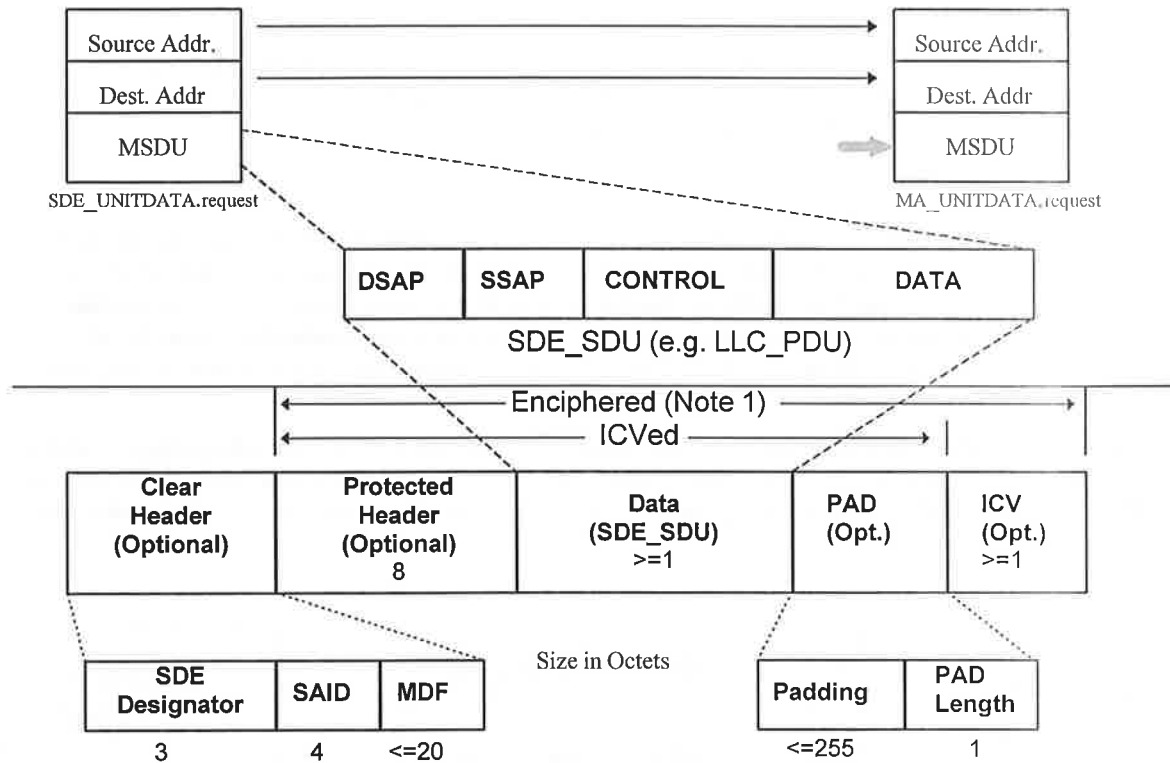 Source Addr.
Dest. Addr
MSDU
SDE_UNITDATA.request
Source Addr.
Dest. Addr
MSDU
MA_UNITDATA.request
DSAP
SSAP
CONTROL
DATA
SDE_SDU (e.g. LLC_PDU)
Enciphered (Note 1)
ICVed
Clear
Header
(Optional)
Protected
Header
(Optional)
8
Data
(SDE_SDU)
>=1
PAD
(Opt.)
ICV
(Opt.)
>=1
SDE
Designator
SAID
MDF
3
4
<=20
Size in Octets
Padding
PAD
Length
<=255
1